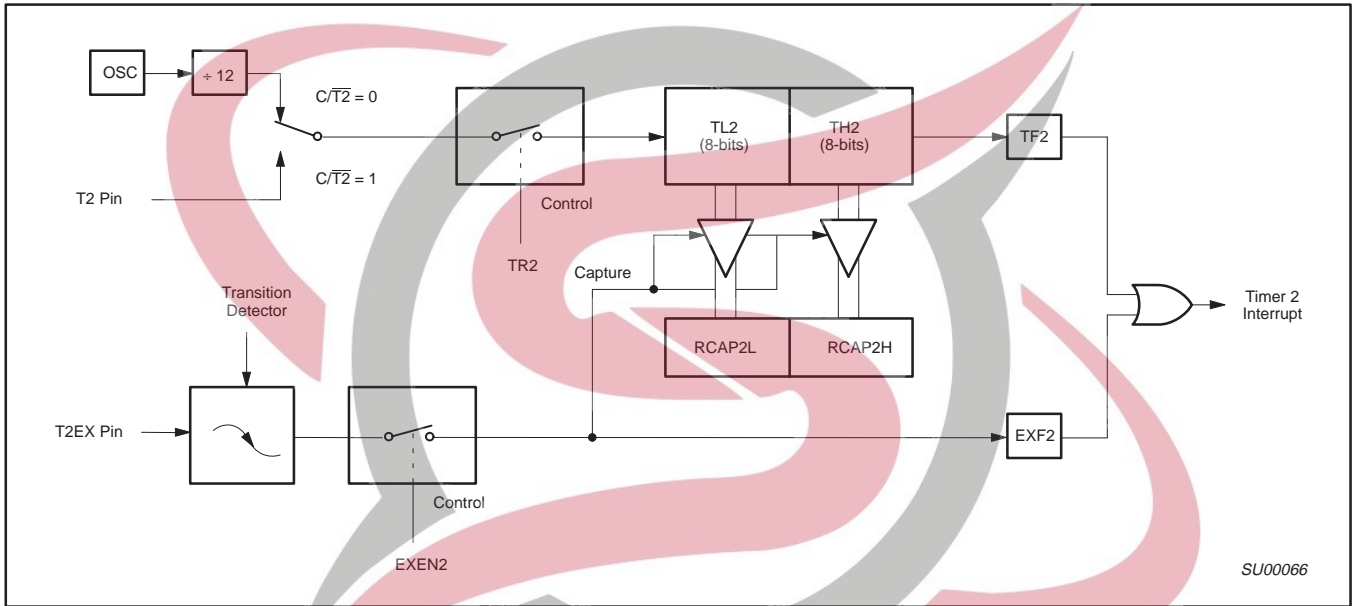 OSC
÷ 12
C/T2 = 0
TL2
(8-bits)
TH2
(8-bits)
TF2
C/T2 = 1
T2 Pin
Control
TR2
Capture
Transition
Detector
Timer 2
Interrupt
RCAP2L
RCAP2H
T2EX Pin
EXF2
Control
EXEN2
SU00066